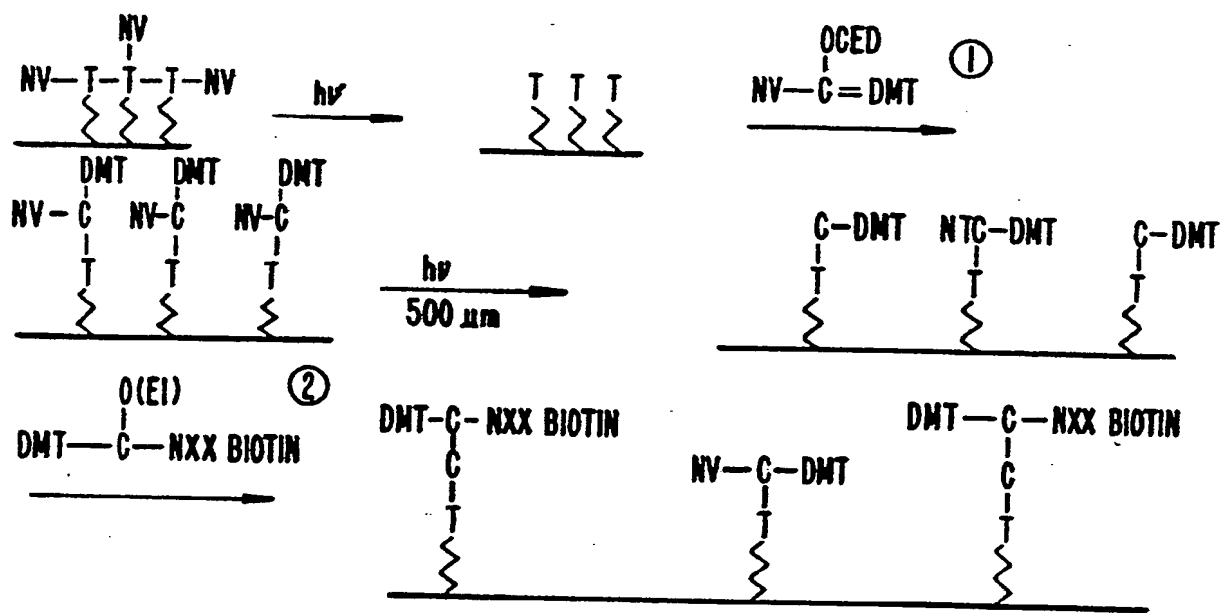 NV
NV-T-T-T-NV
hν
T T T
OCED
NV-C=DMT
①
DMT DMT DMT
NV-C NV-C NV-C
T T T
hν
500 µm
C-DMT NTC-DMT C-DMT
T T T
O(EI)
②
DMT-C-NXX BIOTIN
DMT-C-NXX BIOTIN
C
T
NV-C-DMT
T
DMT-C-NXX BIOTIN
C
T